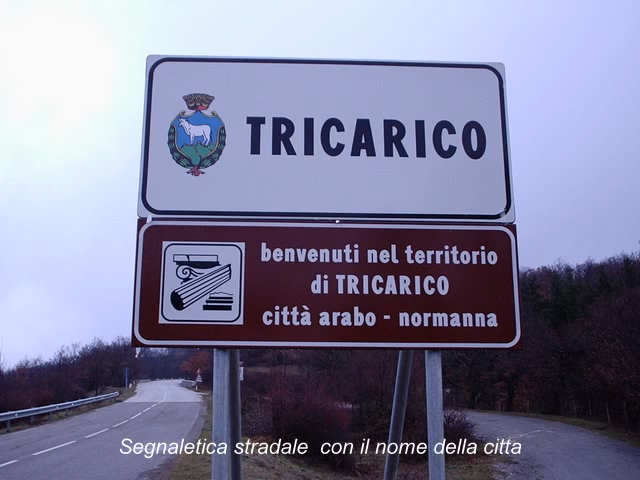 TRICARICO
benvenuti nel territorio
di TRICARICO
città arabo - normanna
Segnaletica stradale con il nome della citta